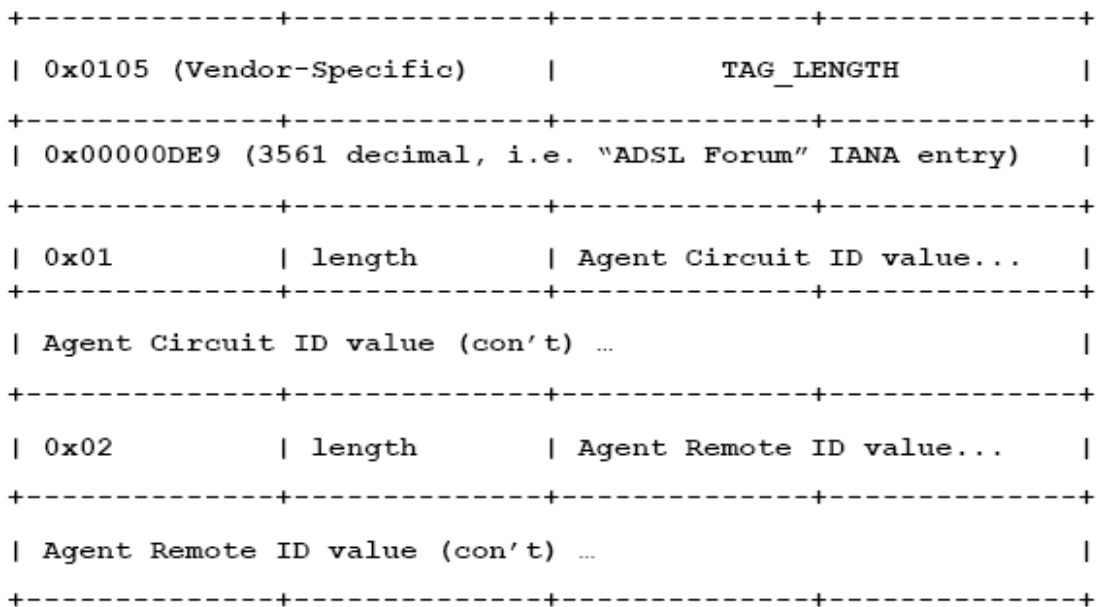 +--------------+--------------+--------------+--------------+
| 0x0105 (Vendor-Specific) | TAG_LENGTH |
+--------------+--------------+--------------+--------------+
| 0x00000DE9 (3561 decimal, i.e. “ADSL Forum” IANA entry) |
+--------------+--------------+--------------+--------------+
| 0x01 | length | Agent Circuit ID value... |
+--------------+--------------+--------------+--------------+
| Agent Circuit ID value (con’t) … |
+--------------+--------------+--------------+--------------+
| 0x02 | length | Agent Remote ID value... |
+--------------+--------------+--------------+--------------+
| Agent Remote ID value (con’t) … |
+--------------+--------------+--------------+--------------+